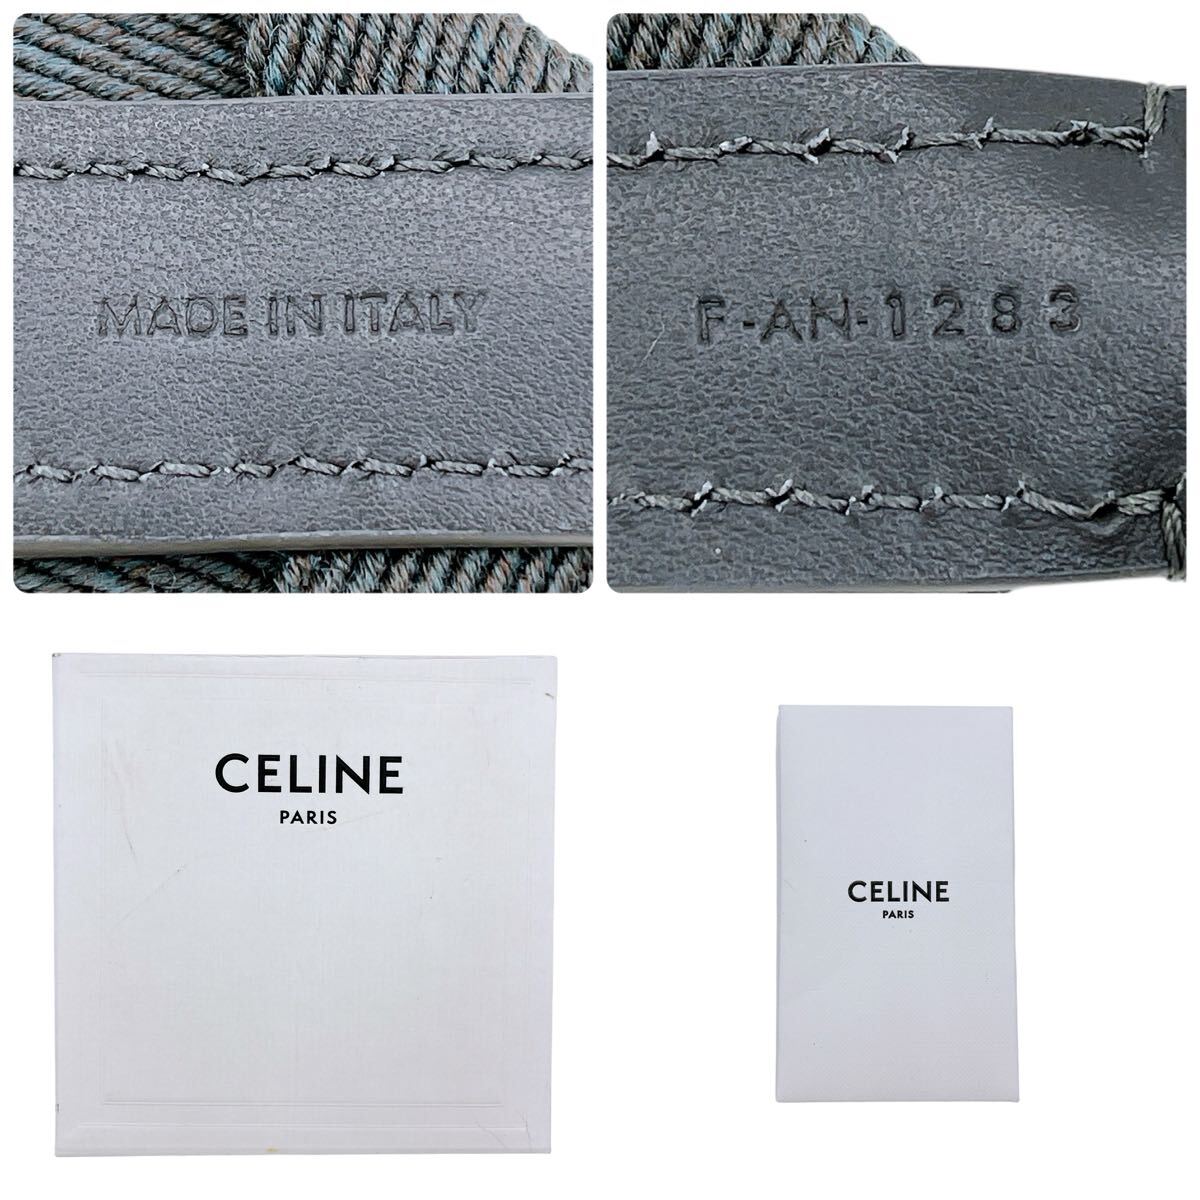 MADE IN ITALY
F-AN-1283
CELINE
PARIS
CELINE
PARIS